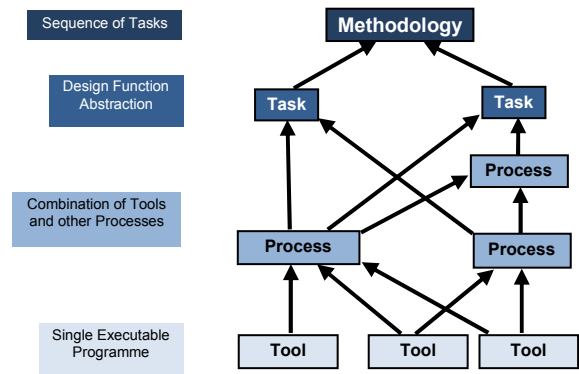 Sequence of Tasks
Methodology
Design Function
Abstraction
Task
Task
Process
Combination of Tools
and other Processes
Process
Process
Single Executable
Programme
Tool
Tool
Tool